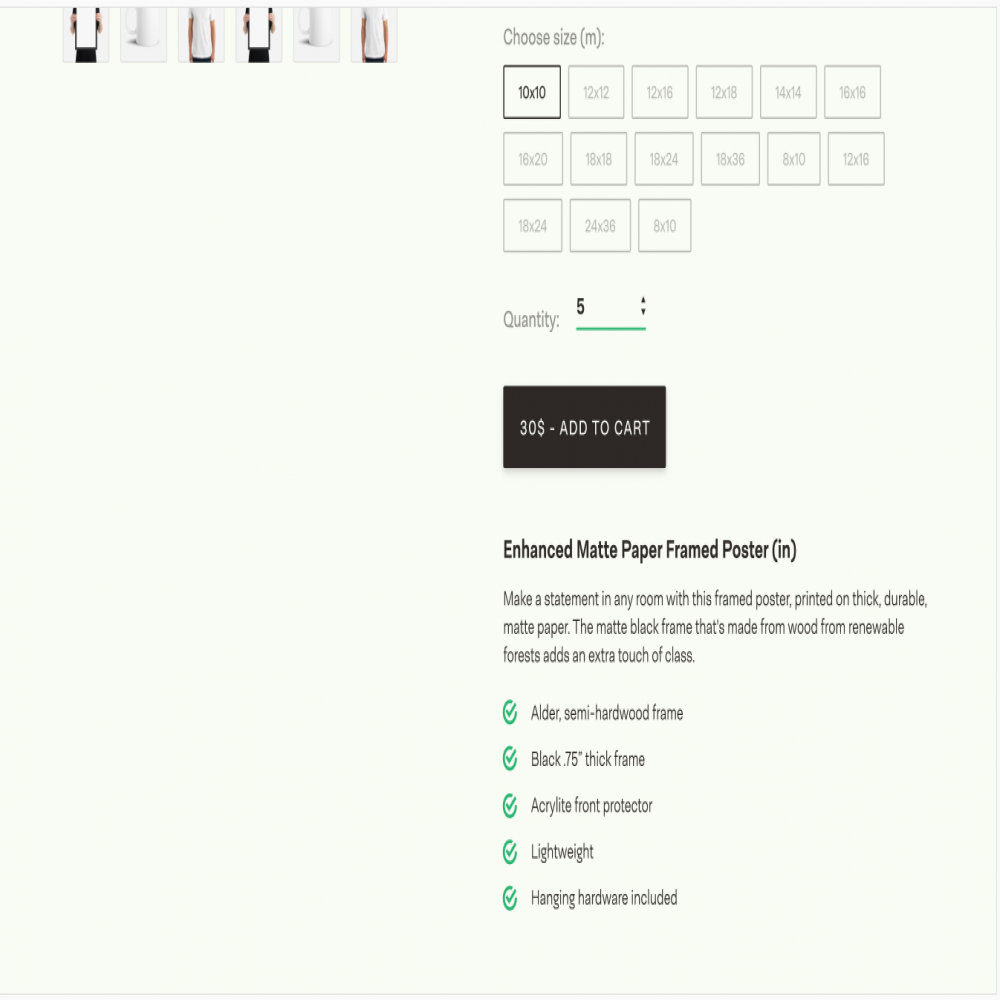 Choose size (m):
10x10 12x12 12x16 12x18 14x14 16x16
16x20 18x18 18x24 18x36 8x10 12x16
18x24 24x36 8x10
Quantity: 5
30$ - ADD TO CART
Enhanced Matte Paper Framed Poster (in)
Make a statement in any room with this framed poster, printed on thick, durable,
matte paper. The matte black frame that's made from wood from renewable
forests adds an extra touch of class.
Alder, semi-hardwood frame
Black .75" thick frame
Acrylite front protector
Lightweight
Hanging hardware included